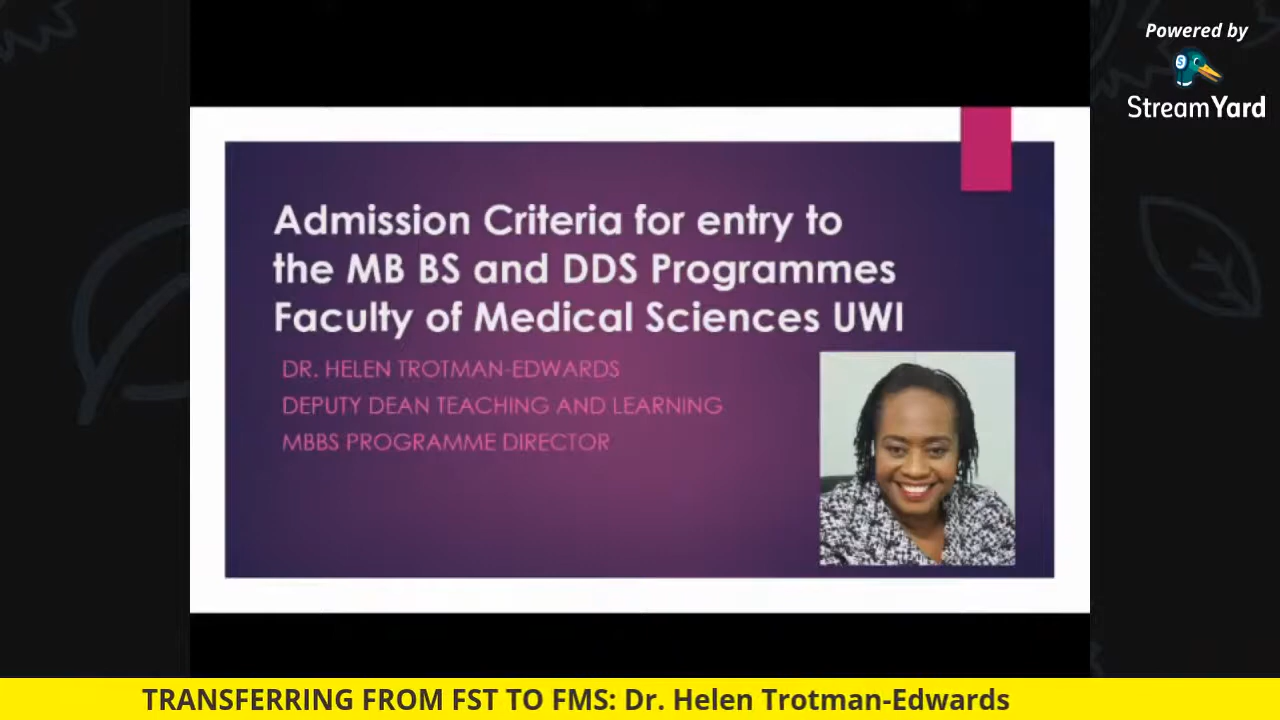 Powered by
StreamYard
Admission Criteria for entry to
the MB BS and DDS Programmes
Faculty of Medical Sciences UWI
DR. HELEN TROTMAN-EDWARDS
DEPUTY DEAN TEACHING AND LEARNING
MBBS PROGRAMME DIRECTOR
TRANSFERRING FROM FST TO FMS: Dr. Helen Trotman-Edwards